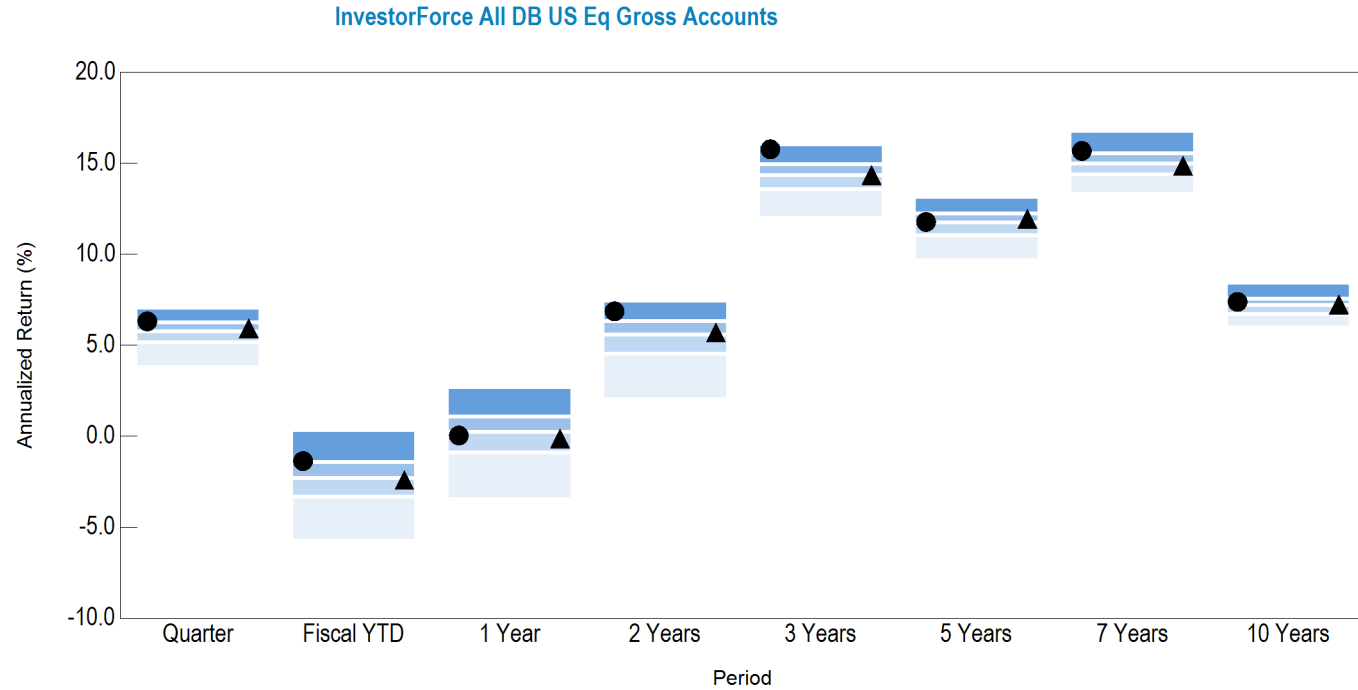 InvestorForce All DB US Eq Gross Accounts
20.0
15.0
10.0
5.0
0.0
-5.0
-10.0
Annualized Return (%)
Quarter Fiscal YTD 1 Year 2 Years 3 Years 5 Years 7 Years 10 Years
Period